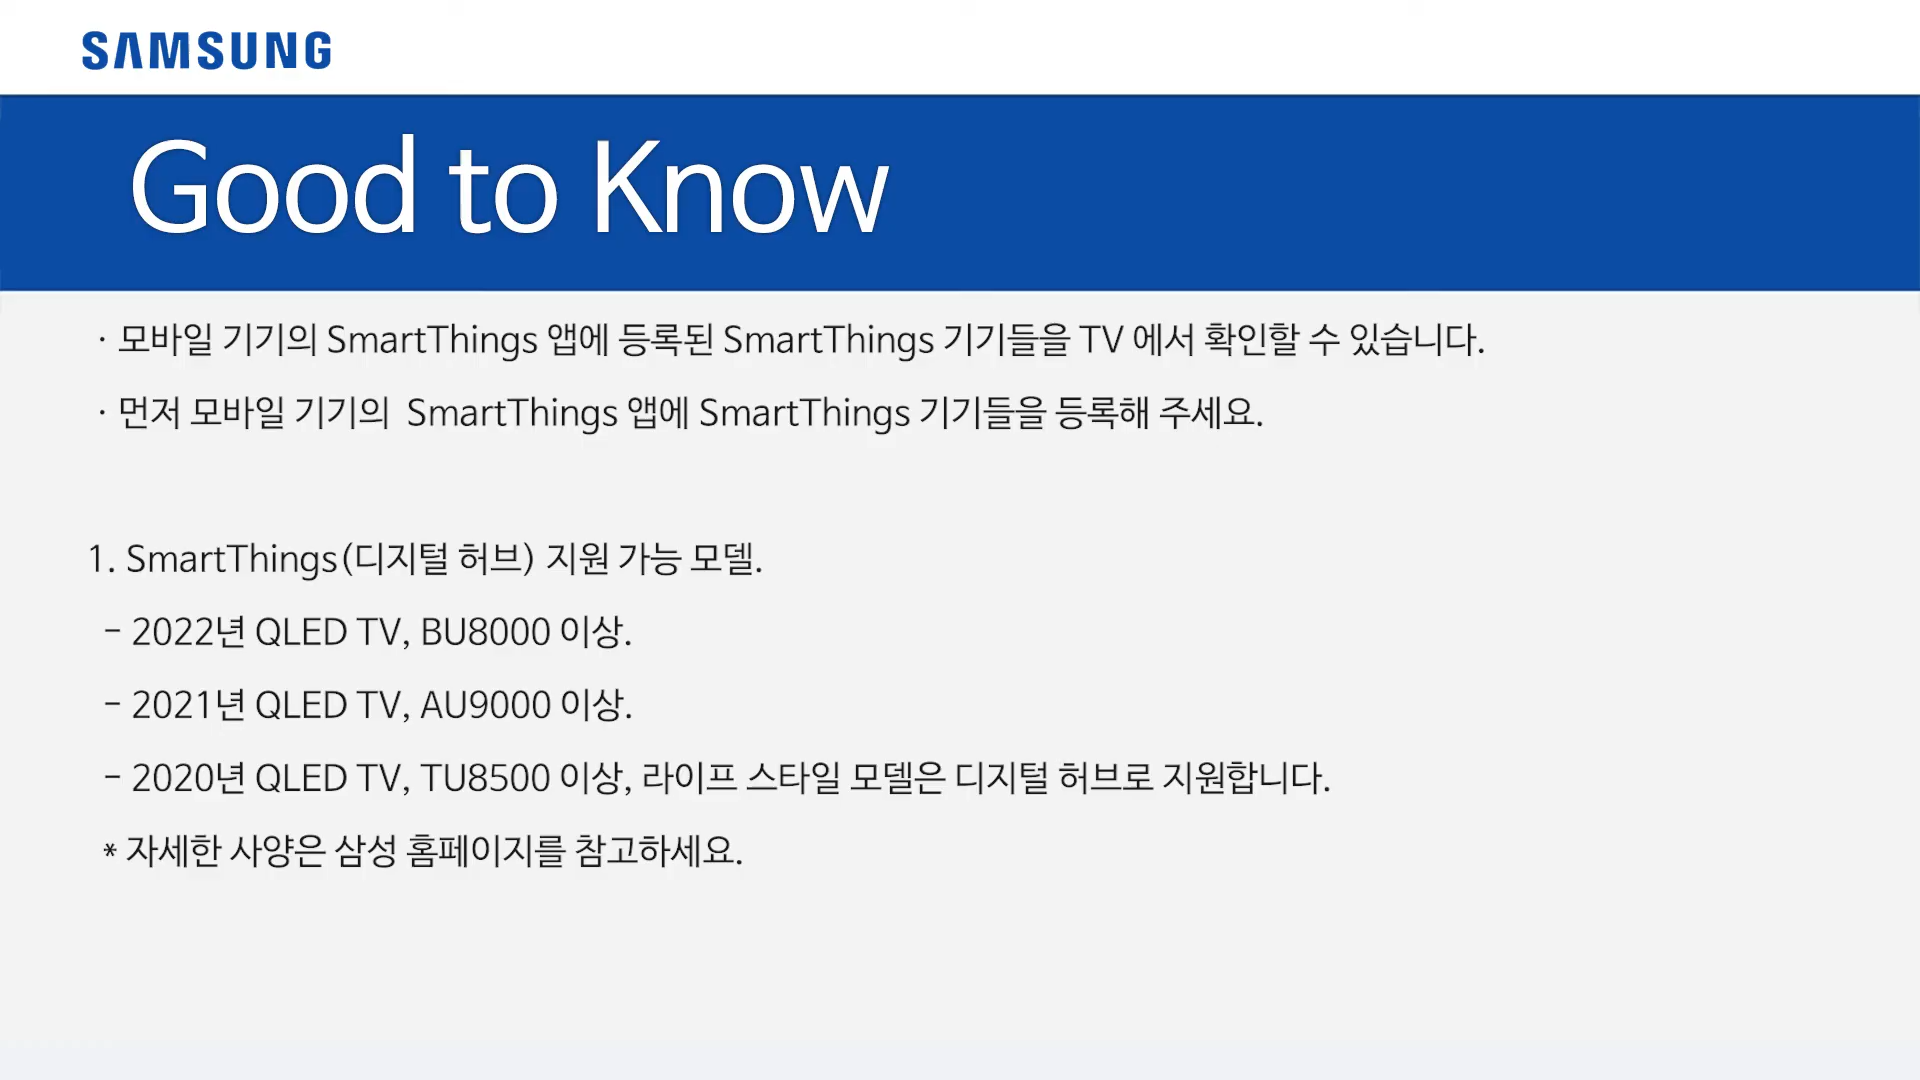 SAMSUNG
Good to Know
· 모바일 기기의 SmartThings 앱에 등록된 SmartThings 기기들을 TV 에서 확인할 수 있습니다.
· 먼저 모바일 기기의 SmartThings 앱에 SmartThings 기기들을 등록해 주세요.
1. SmartThings(디지털 허브) 지원 가능 모델.
- 2022년 QLED TV, BU8000 이상.
- 2021년 QLED TV, AU9000 이상.
- 2020년 QLED TV, TU8500 이상, 라이프 스타일 모델은 디지털 허브로 지원합니다.
* 자세한 사양은 삼성 홈페이지를 참고하세요.